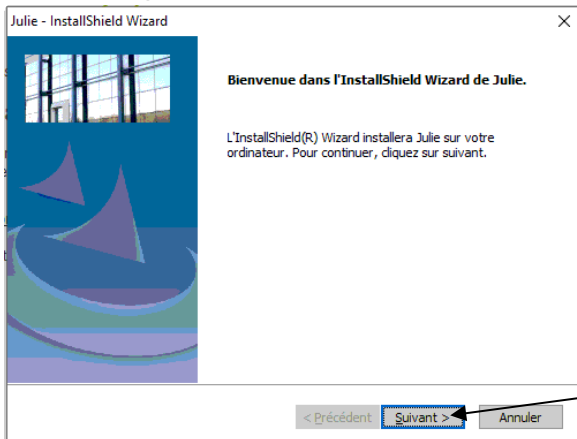 Julie - InstallShield Wizard
Bienvenue dans l'InstallShield Wizard de Julie.
L'InstallShield(R) Wizard installera Julie sur votre
ordinateur. Pour continuer, cliquez sur suivant.
< Précédent Suivant > Annuler